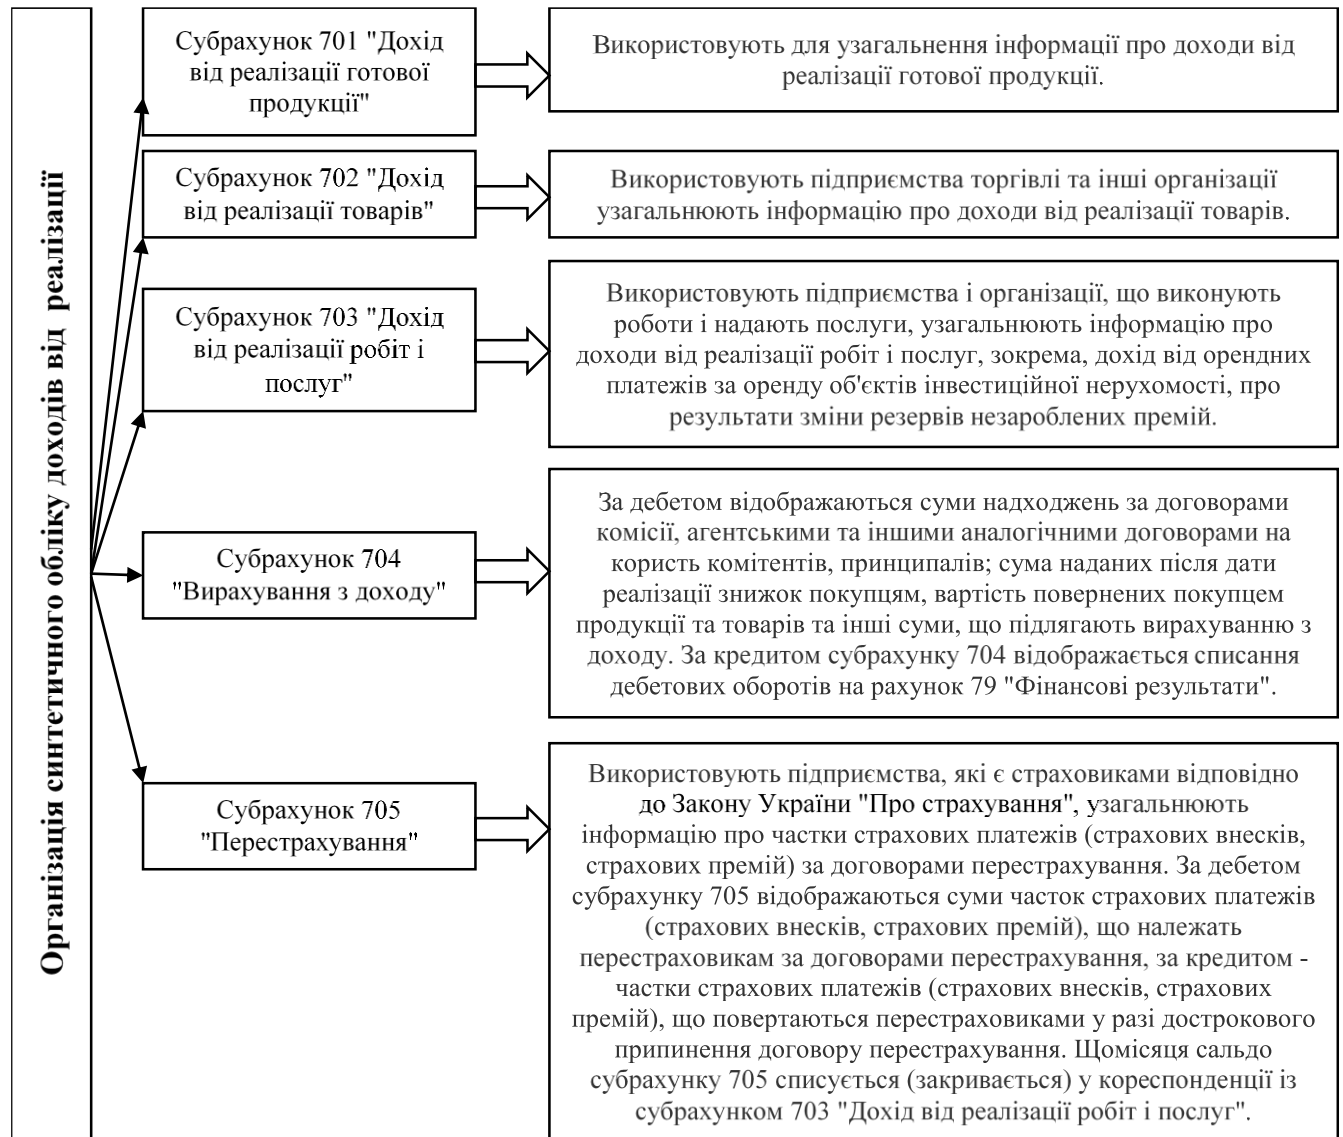 Організація синтетичного обліку доходів від реалізації
Субрахунок 701 "Дохід
від реалізації готової
продукції"
Використовують для узагальнення інформації про доходи від
реалізації готової продукції.
Субрахунок 702 "Дохід
від реалізації товарів"
Використовують підприємства торгівлі та інші організації
узагальнюють інформацію про доходи від реалізації товарів.
Субрахунок 703 "Дохід
від реалізації робіт і
послуг"
Використовують підприємства і організації, що виконують
роботи і надають послуги, узагальнюють інформацію про
доходи від реалізації робіт і послуг, зокрема, дохід від орендних
платежів за оренду об'єктів інвестиційної нерухомості, про
результати зміни резервів незароблених премій.
Субрахунок 704
"Вирахування з доходу"
За дебетом відображаються суми надходжень за договорами
комісії, агентськими та іншими аналогічними договорами на
користь комітентів, принципалів; сума наданих після дати
реалізації знижок покупцям, вартість повернених покупцем
продукції та товарів та інші суми, що підлягають вирахуванню з
доходу. За кредитом субрахунку 704 відображається списання
дебетових оборотів на рахунок 79 "Фінансові результати".
Субрахунок 705
"Перестрахування"
Використовують підприємства, які є страховиками відповідно
до Закону України "Про страхування", узагальнюють
інформацію про частки страхових платежів (страхових внесків,
страхових премій) за договорами перестрахування. За дебетом
субрахунку 705 відображаються суми часток страхових платежів
(страхових внесків, страхових премій), що належать
перестраховикам за договорами перестрахування, за кредитом -
частки страхових платежів (страхових внесків, страхових
премій), що повертаються перестраховиками у разі дострокового
припинення договору перестрахування. Щомісяця сальдо
субрахунку 705 списується (закривається) у кореспонденції із
субрахунком 703 "Дохід від реалізації робіт і послуг".